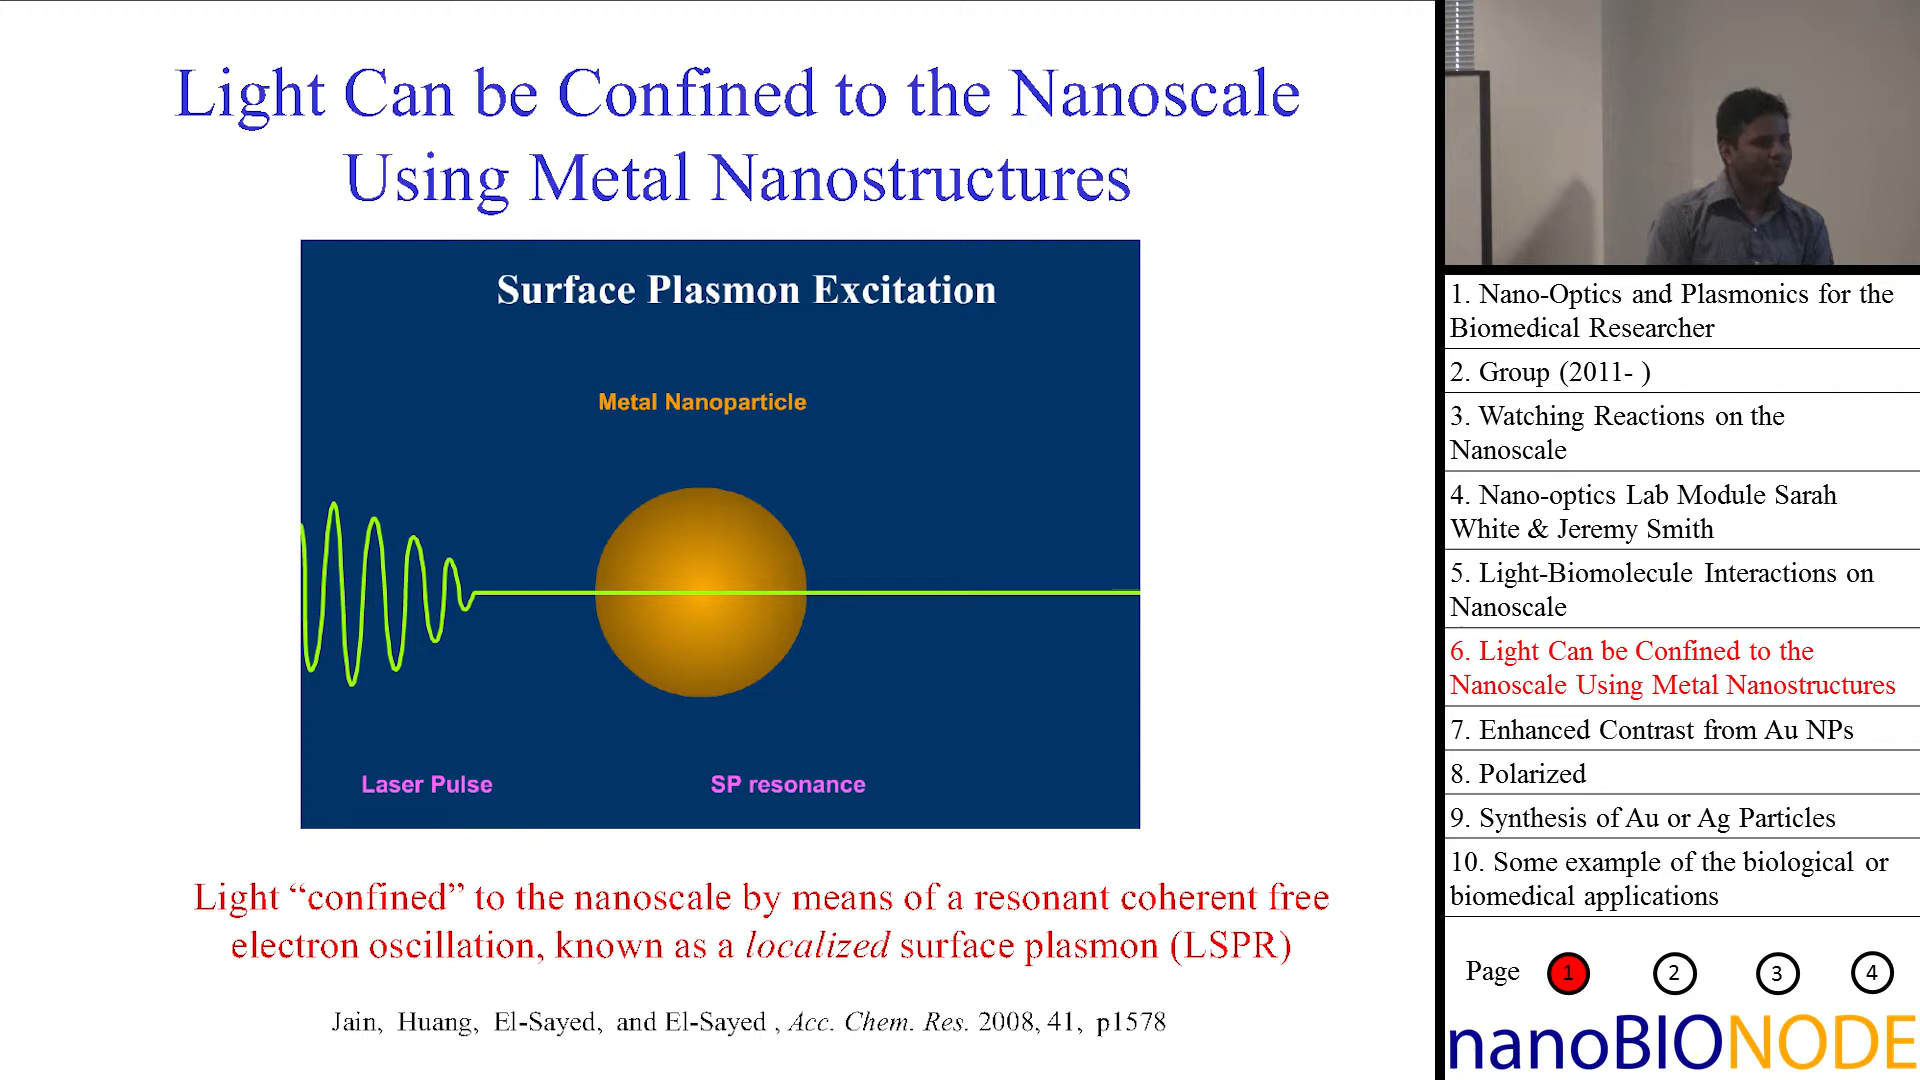 Light Can be Confined to the Nanoscale
Using Metal Nanostructures
Surface Plasmon Excitation
Metal Nanoparticle
Laser Pulse
SP resonance
Light “confined” to the nanoscale by means of a resonant coherent free
electron oscillation, known as a localized surface plasmon (LSPR)
Jain, Huang, El-Sayed, and El-Sayed , Acc. Chem. Res. 2008, 41, p1578
1. Nano-Optics and Plasmonics for the
Biomedical Researcher
2. Group (2011- )
3. Watching Reactions on the
Nanoscale
4. Nano-optics Lab Module Sarah
White & Jeremy Smith
5. Light-Biomolecule Interactions on
Nanoscale
6. Light Can be Confined to the
Nanoscale Using Metal Nanostructures
7. Enhanced Contrast from Au NPs
8. Polarized
9. Synthesis of Au or Ag Particles
10. Some example of the biological or
biomedical applications
Page 1 2 3 4
nanoBIONODE